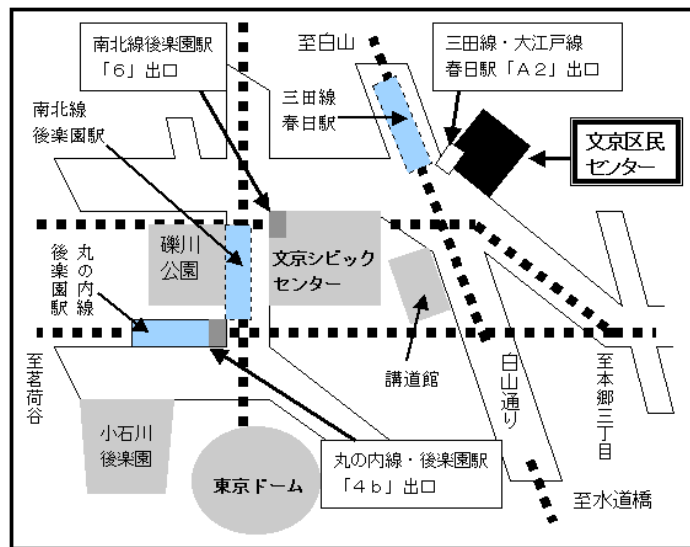 南北線後楽園駅
「6」出口
至白山
三田線・大江戸線
春日駅「A2」出口
南北線
後楽園駅
三田線
春日駅
文京区民
センター
丸の内線
後楽園駅
礫川
公園
文京シビック
センター
講道館
白山通り
至茗荷谷
至本郷三丁目
小石川
後楽園
東京ドーム
丸の内線・後楽園駅
「4b」出口
至水道橋